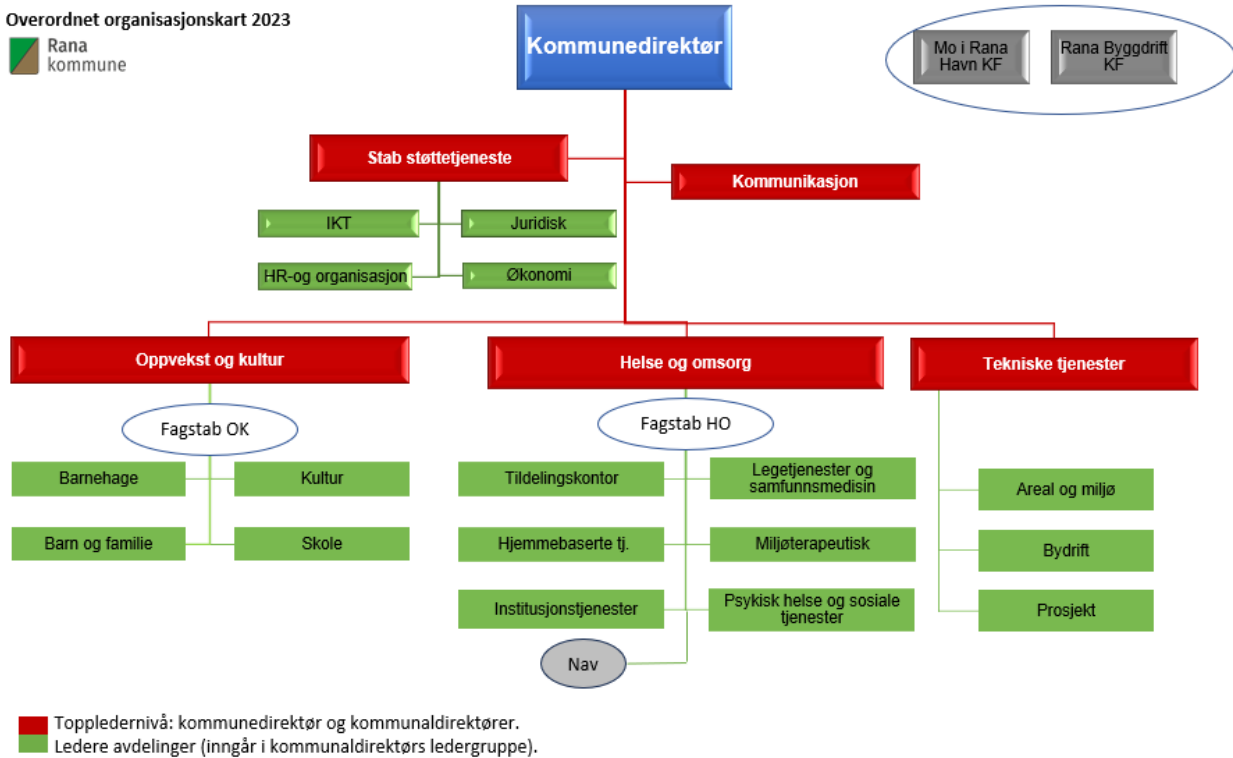 Overordnet organisasjonskart 2023
Rana
kommune
Kommunedirektør
Mo i Rana
Havn KF
Rana Byggdrift
KF
Stab støttetjeneste
Kommunikasjon
IKT
Juridisk
HR-og organisasjon
Økonomi
Oppvekst og kultur
Helse og omsorg
Tekniske tjenester
Fagstab OK
Fagstab HO
Barnehage
Kultur
Barn og familie
Skole
Tildelingskontor
Legetjenester og
samfunnsmedisin
Hjemmebaserte tj.
Miljøterapeutisk
Institusjonstjenester
Psykisk helse og sosiale
tjenester
Nav
Areal og miljø
Bydrift
Prosjekt
Toppledernivå: kommunedirektør og kommunaldirektører.
Ledere avdelinger (inngår i kommunaldirektørs ledergruppe).